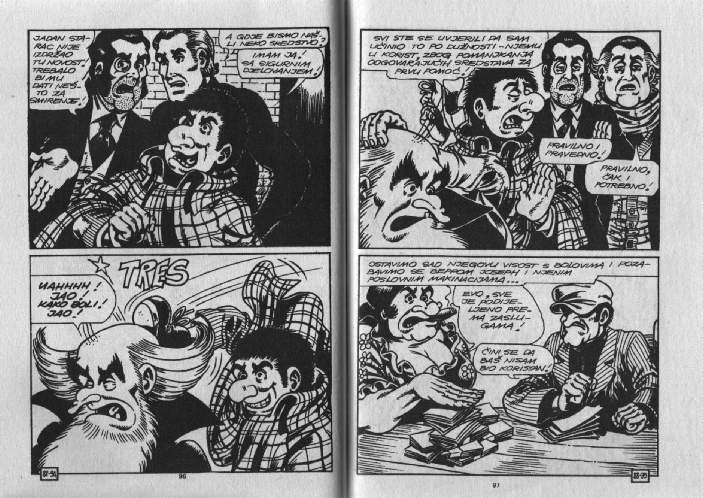 JADAN STA-
RAC NIJE
IZDRŽAO
TU NOVOST.
TREBALO
BI MU
DATI NEŠ-
TO ZA
SMIRENJE!
A GDJE BISMO NAŠ-
LI NEKO SREDSTVO?
IMAM JA!
SA SIGURNIM
DJELOVANJEM!
UAHHHH!
JAO!
KAKO BOLI!
JAO!
TRES
96
SVI STE SE UVJERILI DA SAM
UČINIO TO PO DUŽNOSTI-NJEMU
U KORIST, ZBOG POMANJKANJA
ODGOVARAJUĆIH SREDSTAVA ZA
PRVU POMOĆ!
PRAVILNO I
PRAVEDNO!
PRAVILNO,
ČAK I
POTREBNO!
OSTAVIMO SAD NJEGOVU VISOST S BOLOVIMA I POZA-
BAVIMO SE BEPPOM JOSEPH I NJENIM
POSLOVNIM MAKINACIJAMA...
EVO, SVE
JE PODIJE-
LJENO PRE-
MA ZASLU-
GAMA!
ČINI SE DA
BAŠ NISAM
BIO KORISTAN!
97